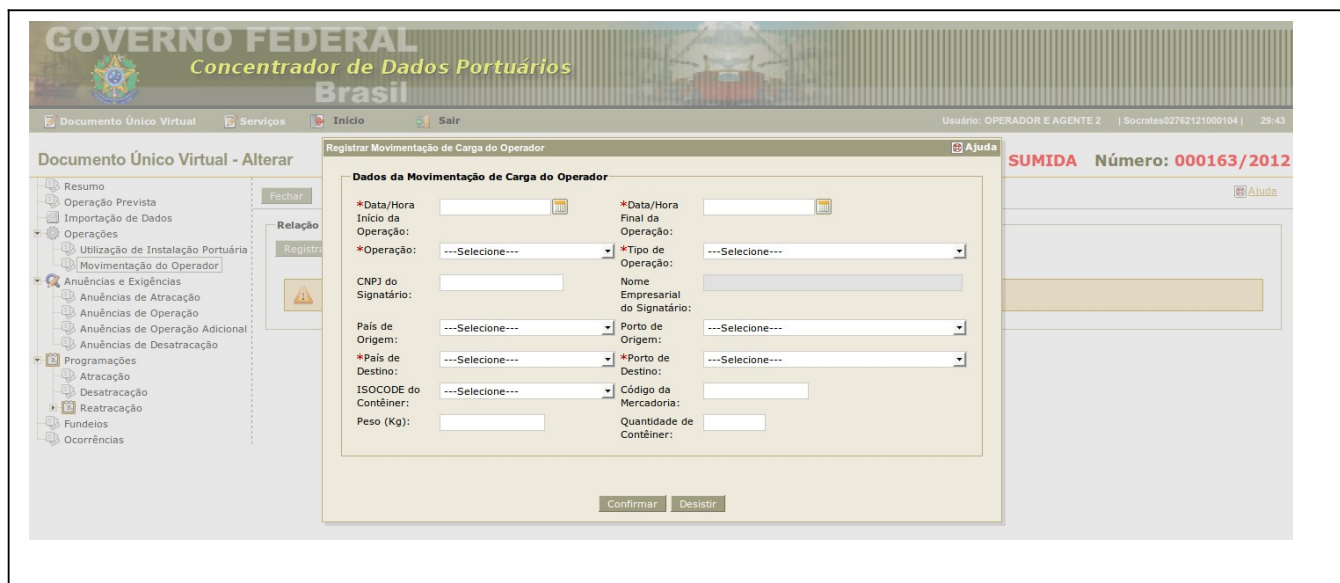 GOVERNO FEDERAL
Concentrador de Dados Portuários
Brasil
Documento Único Virtual Serviços Início Sair Usuário: OPERADOR E AGENTE 2 | Socrates02762121000104 | 29:43
Documento Único Virtual - Alterar
SUMIDA Número: 000163/2012
Resumo
Operação Prevista
Importação de Dados
Operações
Utilização de Instalação Portuária
Movimentação do Operador
Anuências e Exigências
Anuências de Atracação
Anuências de Operação
Anuências de Operação Adicional
Anuências de Desatracação
Programações
Atracação
Desatracação
Reatracação
Fundeios
Ocorrências
Fechar
Ajuda
Relação
Registra
Registrar Movimentação de Carga do Operador Ajuda
Dados da Movimentação de Carga do Operador
*Data/Hora Início da Operação:
*Data/Hora Final da Operação:
*Operação: ---Selecione---
*Tipo de Operação: ---Selecione---
CNPJ do Signatário:
Nome Empresarial do Signatário:
País de Origem: ---Selecione---
Porto de Origem: ---Selecione---
*País de Destino: ---Selecione---
*Porto de Destino: ---Selecione---
ISOCODE do Contêiner: ---Selecione---
Código da Mercadoria:
Peso (Kg):
Quantidade de Contêiner:
Confirmar Desistir